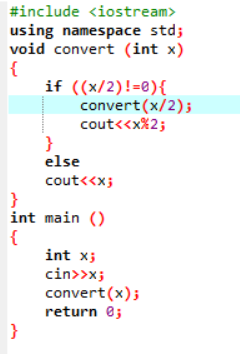 #include <iostream>
using namespace std;
void convert (int x)
{
    if ((x/2)!=0){
        convert(x/2);
        cout<<x%2;
    }
    else
    cout<<x;
}
int main ()
{
    int x;
    cin>>x;
    convert(x);
    return 0;
}